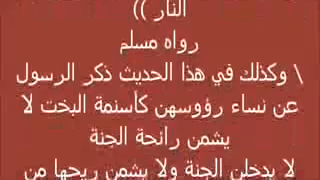 النار ))
رواه مسلم
\ وكذلك في هذا الحديث ذكر الرسول
عن نساء رؤوسهن كأسنمة البخت لا
يشمن رائحة الجنة
لا يدخلن الجنة ولا يشمن ريحها من